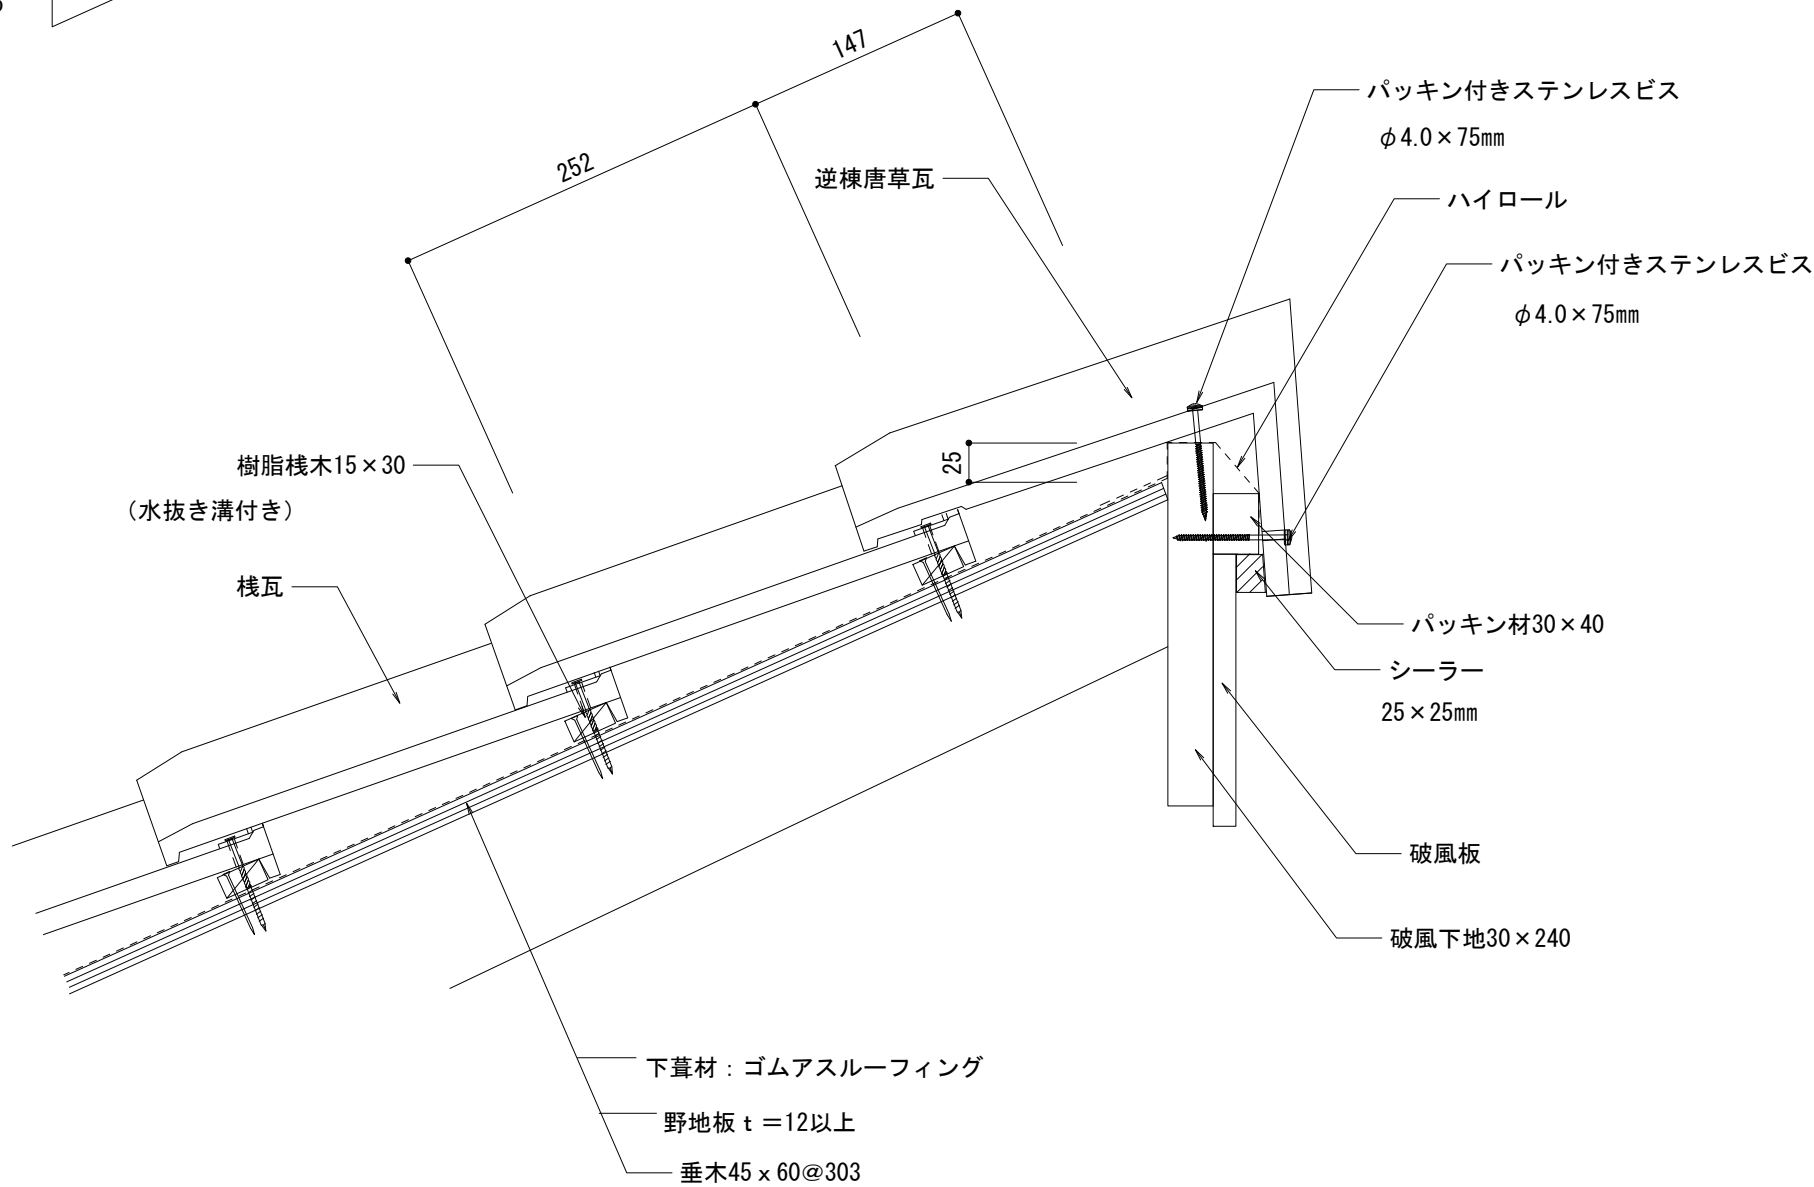 147
252
パッキン付きステンレスビス
φ4.0×75㎜
逆棟唐草瓦
ハイロール
パッキン付きステンレスビス
φ4.0×75㎜
25
樹脂桟木15×30
（水抜き溝付き）
桟瓦
パッキン材30×40
シーラー
25×25㎜
破風板
破風下地30×240
下葺材：ゴムアスルーフィング
野地板ｔ＝12以上
垂木45ｘ60@303